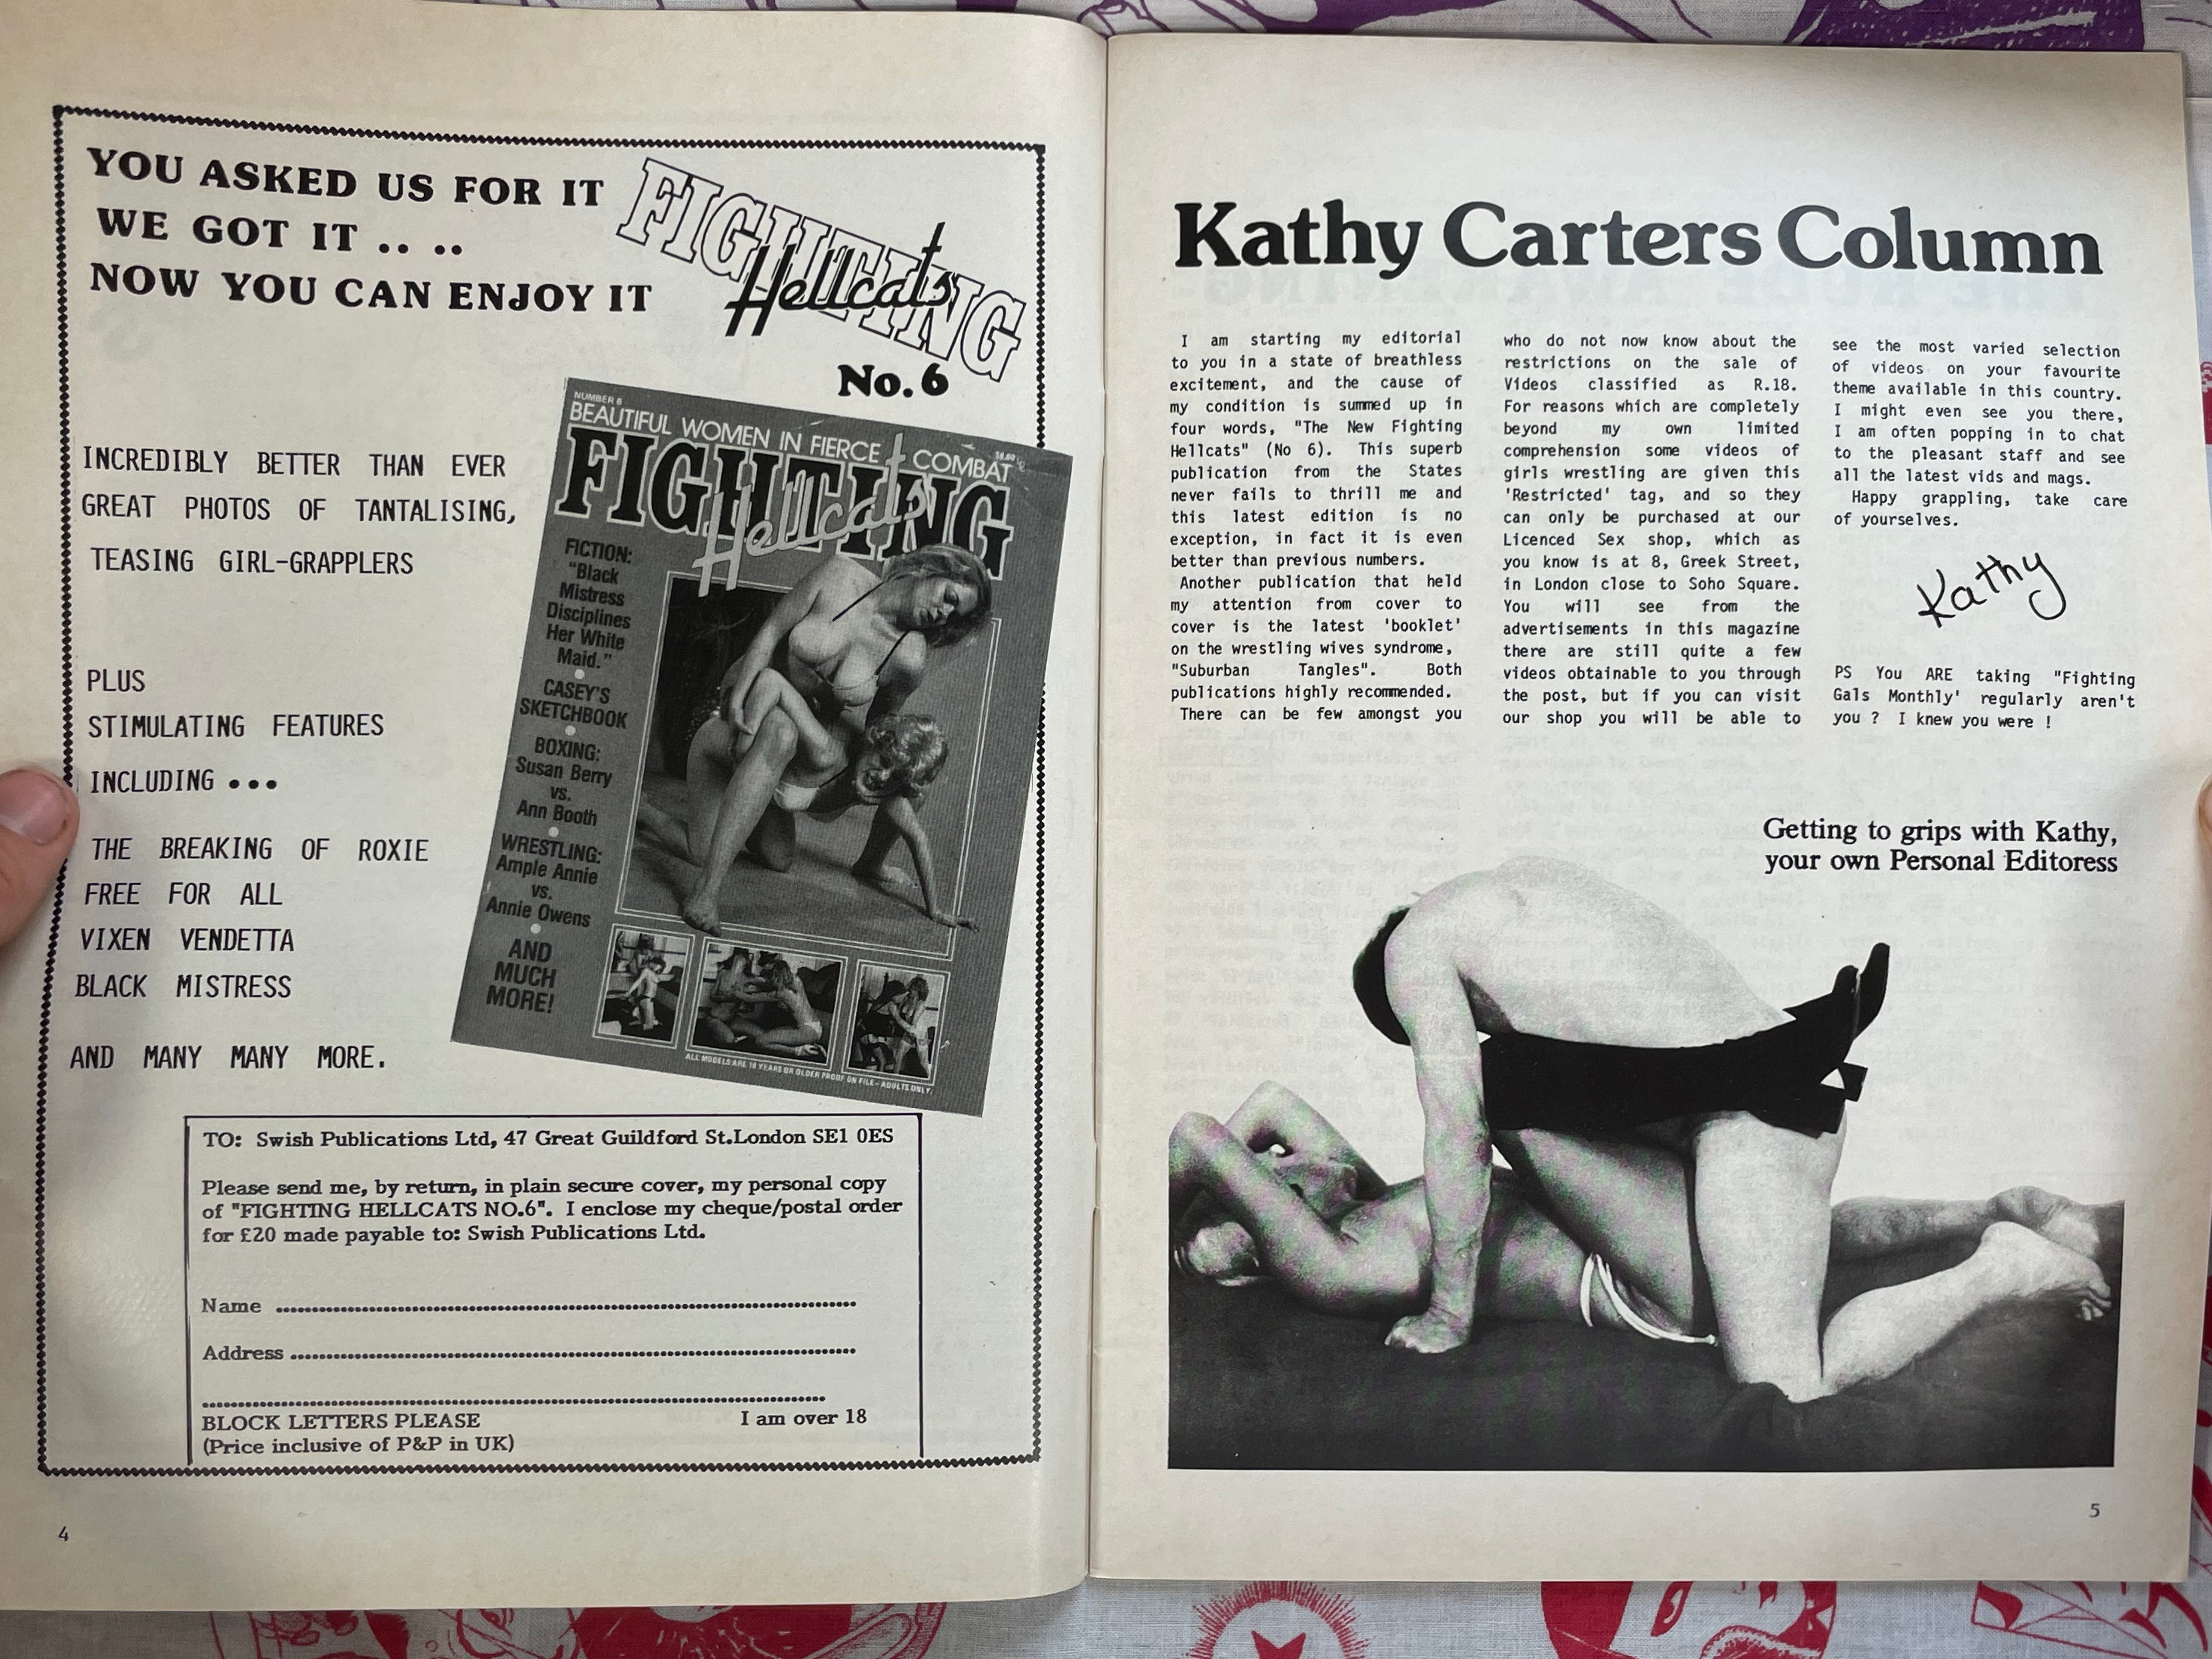 YOU ASKED US FOR IT
WE GOT IT .. ..
NOW YOU CAN ENJOY IT
FIGHTING
Hellcats
No. 6
INCREDIBLY BETTER THAN EVER
GREAT PHOTOS OF TANTALISING,
TEASING GIRL-GRAPPLERS
PLUS
STIMULATING FEATURES
INCLUDING •••
THE BREAKING OF ROXIE
FREE FOR ALL
VIXEN VENDETTA
BLACK MISTRESS
AND MANY MANY MORE.
NUMBER 6
BEAUTIFUL WOMEN IN FIERCE COMBAT
FIGHTING
Hellcats
FICTION:
"Black
Mistress
Disciplines
Her White
Maid."
CASEY'S
SKETCHBOOK
BOXING:
Susan Berry
vs.
Ann Booth
WRESTLING:
Ample Annie
vs.
Annie Owens
AND
MUCH
MORE!
ALL MODELS ARE 18 YEARS OR OLDER PROOF ON FILE - ADULTS ONLY.
TO: Swish Publications Ltd, 47 Great Guildford St.London SE1 0ES
Please send me, by return, in plain secure cover, my personal copy
of "FIGHTING HELLCATS NO.6". I enclose my cheque/postal order
for £20 made payable to: Swish Publications Ltd.
Name
Address
BLOCK LETTERS PLEASE I am over 18
(Price inclusive of P&P in UK)
4
Kathy Carters Column
I am starting my editorial
to you in a state of breathless
excitement, and the cause of
my condition is summed up in
four words, "The New Fighting
Hellcats" (No 6). This superb
publication from the States
never fails to thrill me and
this latest edition is no
exception, in fact it is even
better than previous numbers.
Another publication that held
my attention from cover to
cover is the latest 'booklet'
on the wrestling wives syndrome,
"Suburban Tangles". Both
publications highly recommended.
There can be few amongst you
who do not now know about the
restrictions on the sale of
Videos classified as R.18.
For reasons which are completely
beyond my own limited
comprehension some videos of
girls wrestling are given this
'Restricted' tag, and so they
can only be purchased at our
Licenced Sex shop, which as
you know is at 8, Greek Street,
in London close to Soho Square.
You will see from the
advertisements in this magazine
there are still quite a few
videos obtainable to you through
the post, but if you can visit
our shop you will be able to
see the most varied selection
of videos on your favourite
theme available in this country.
I might even see you there,
I am often popping in to chat
to the pleasant staff and see
all the latest vids and mags.
Happy grappling, take care
of yourselves.
Kathy
PS You ARE taking "Fighting
Gals Monthly' regularly aren't
you ? I knew you were !
Getting to grips with Kathy,
your own Personal Editoress
5